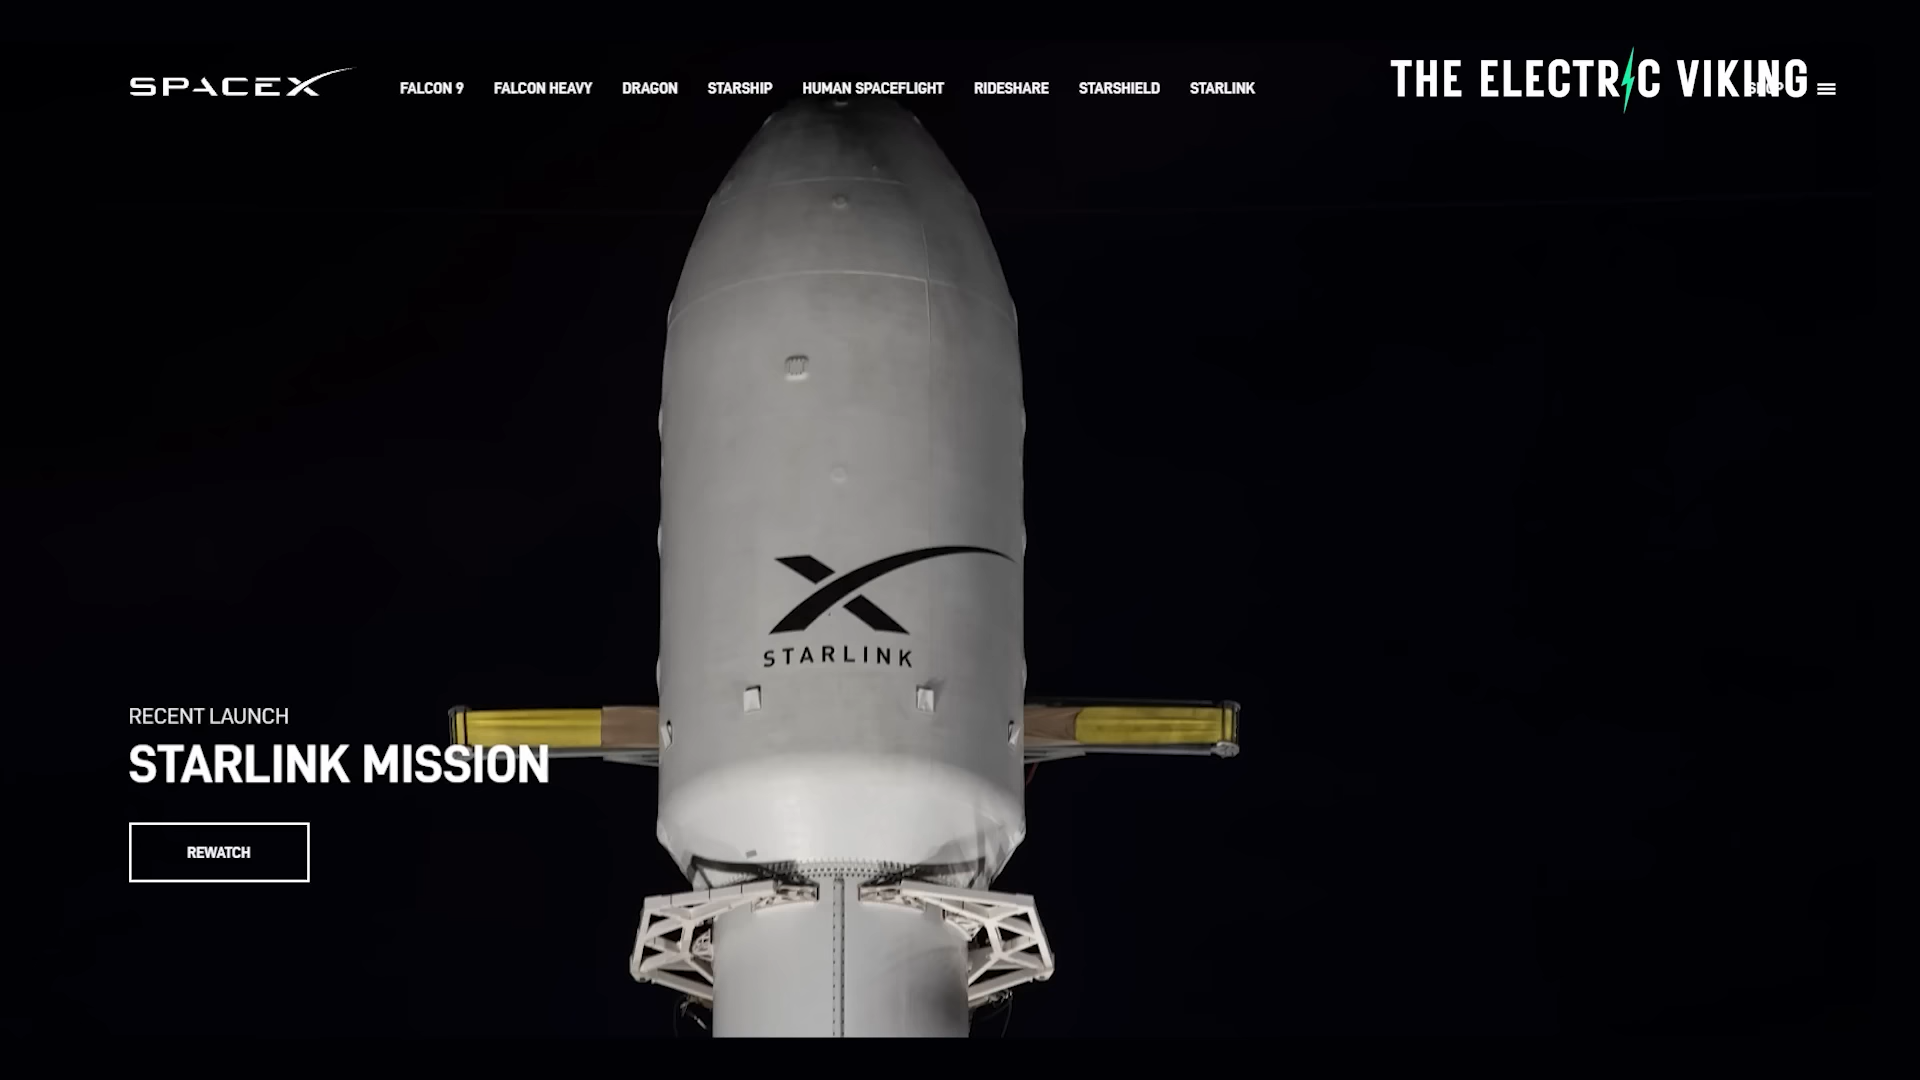 SPACEX
FALCON 9
FALCON HEAVY
DRAGON
STARSHIP
HUMAN SPACEFLIGHT
RIDESHARE
STARSHIELD
STARLINK
THE ELECTRIC VIKING
STARLINK
RECENT LAUNCH
STARLINK MISSION
REWATCH